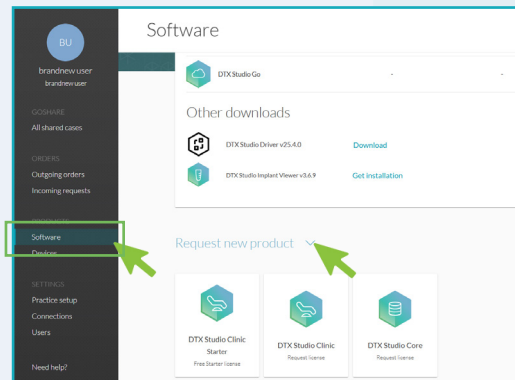 Software
BU
brandnew user
brandnew user
GOSHARE
All shared cases
ORDERS
Outgoing orders
Incoming requests
PRODUCTS
Software
Devices
SETTINGS
Practice setup
Connections
Users
Need help?
DTX Studio Go - -
Other downloads
DTX Studio Driver v25.4.0 Download
DTX Studio Implant Viewer v3.6.9 Get installation
Request new product
DTX Studio Clinic
Starter
Free Starter license
DTX Studio Clinic
Request license
DTX Studio Core
Request license